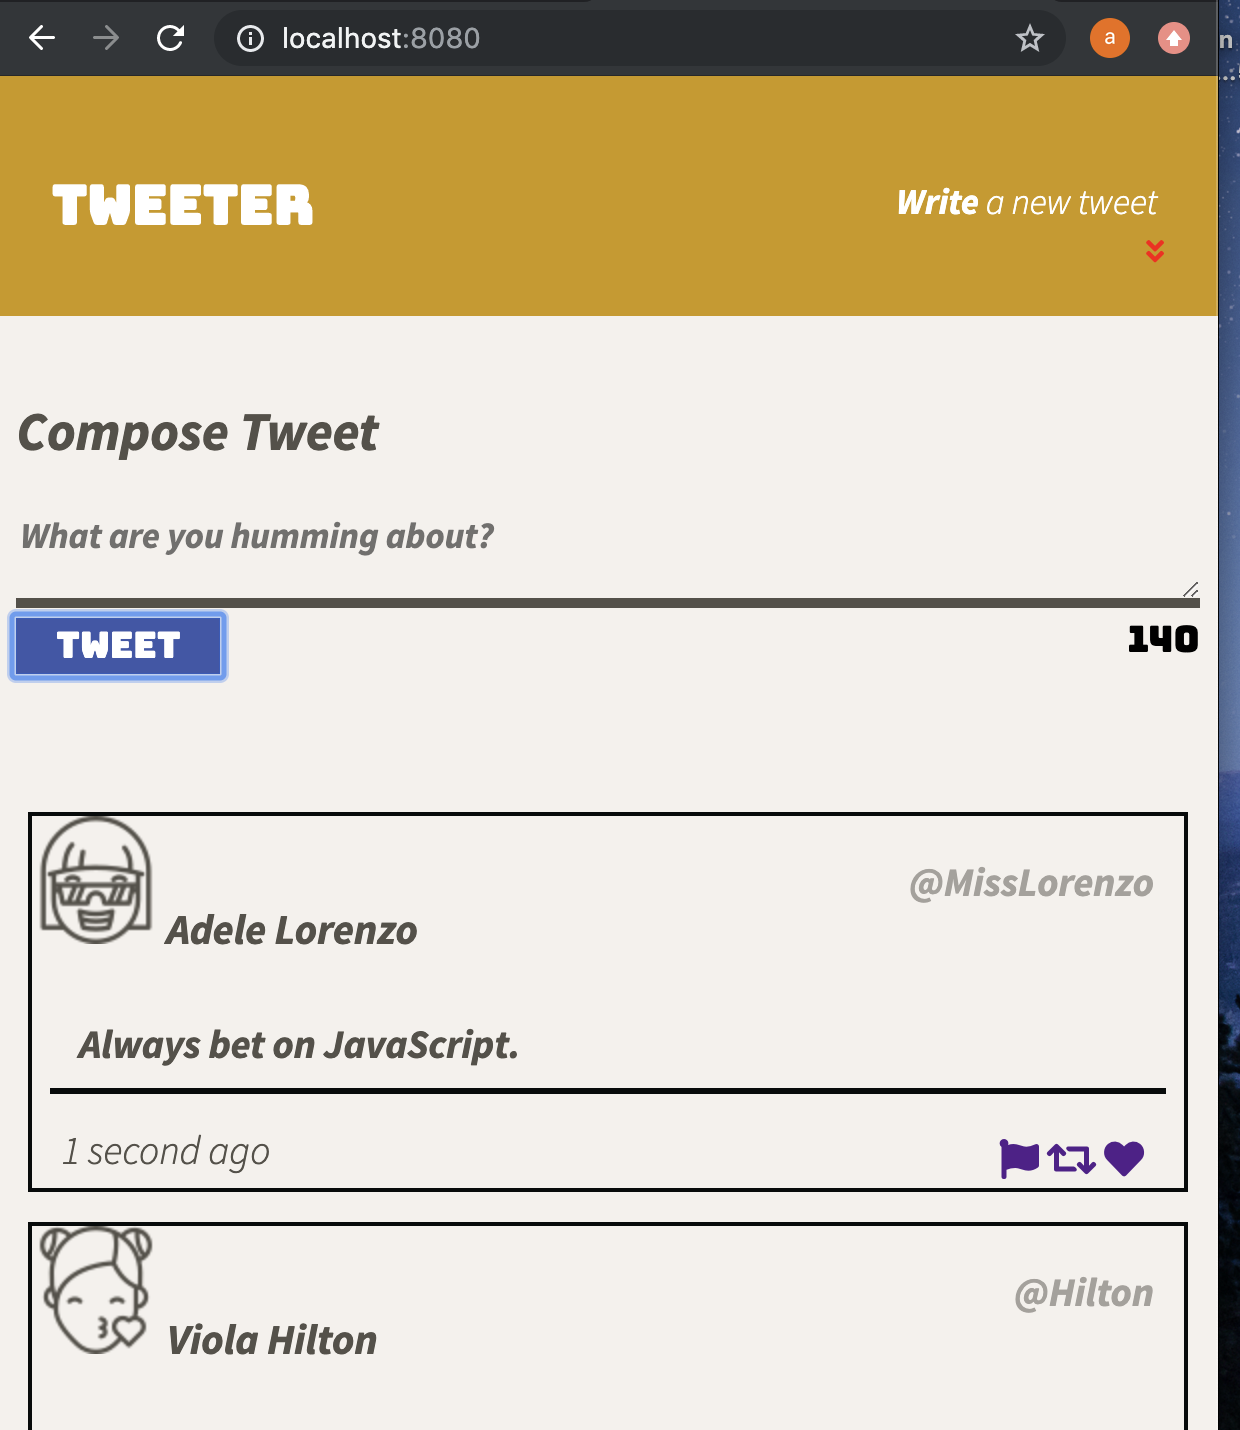 localhost:8080
a
n
TWEETER
Write a new tweet
Compose Tweet
What are you humming about?
TWEET
140
@MissLorenzo
Adele Lorenzo
Always bet on JavaScript.
1 second ago
@Hilton
Viola Hilton